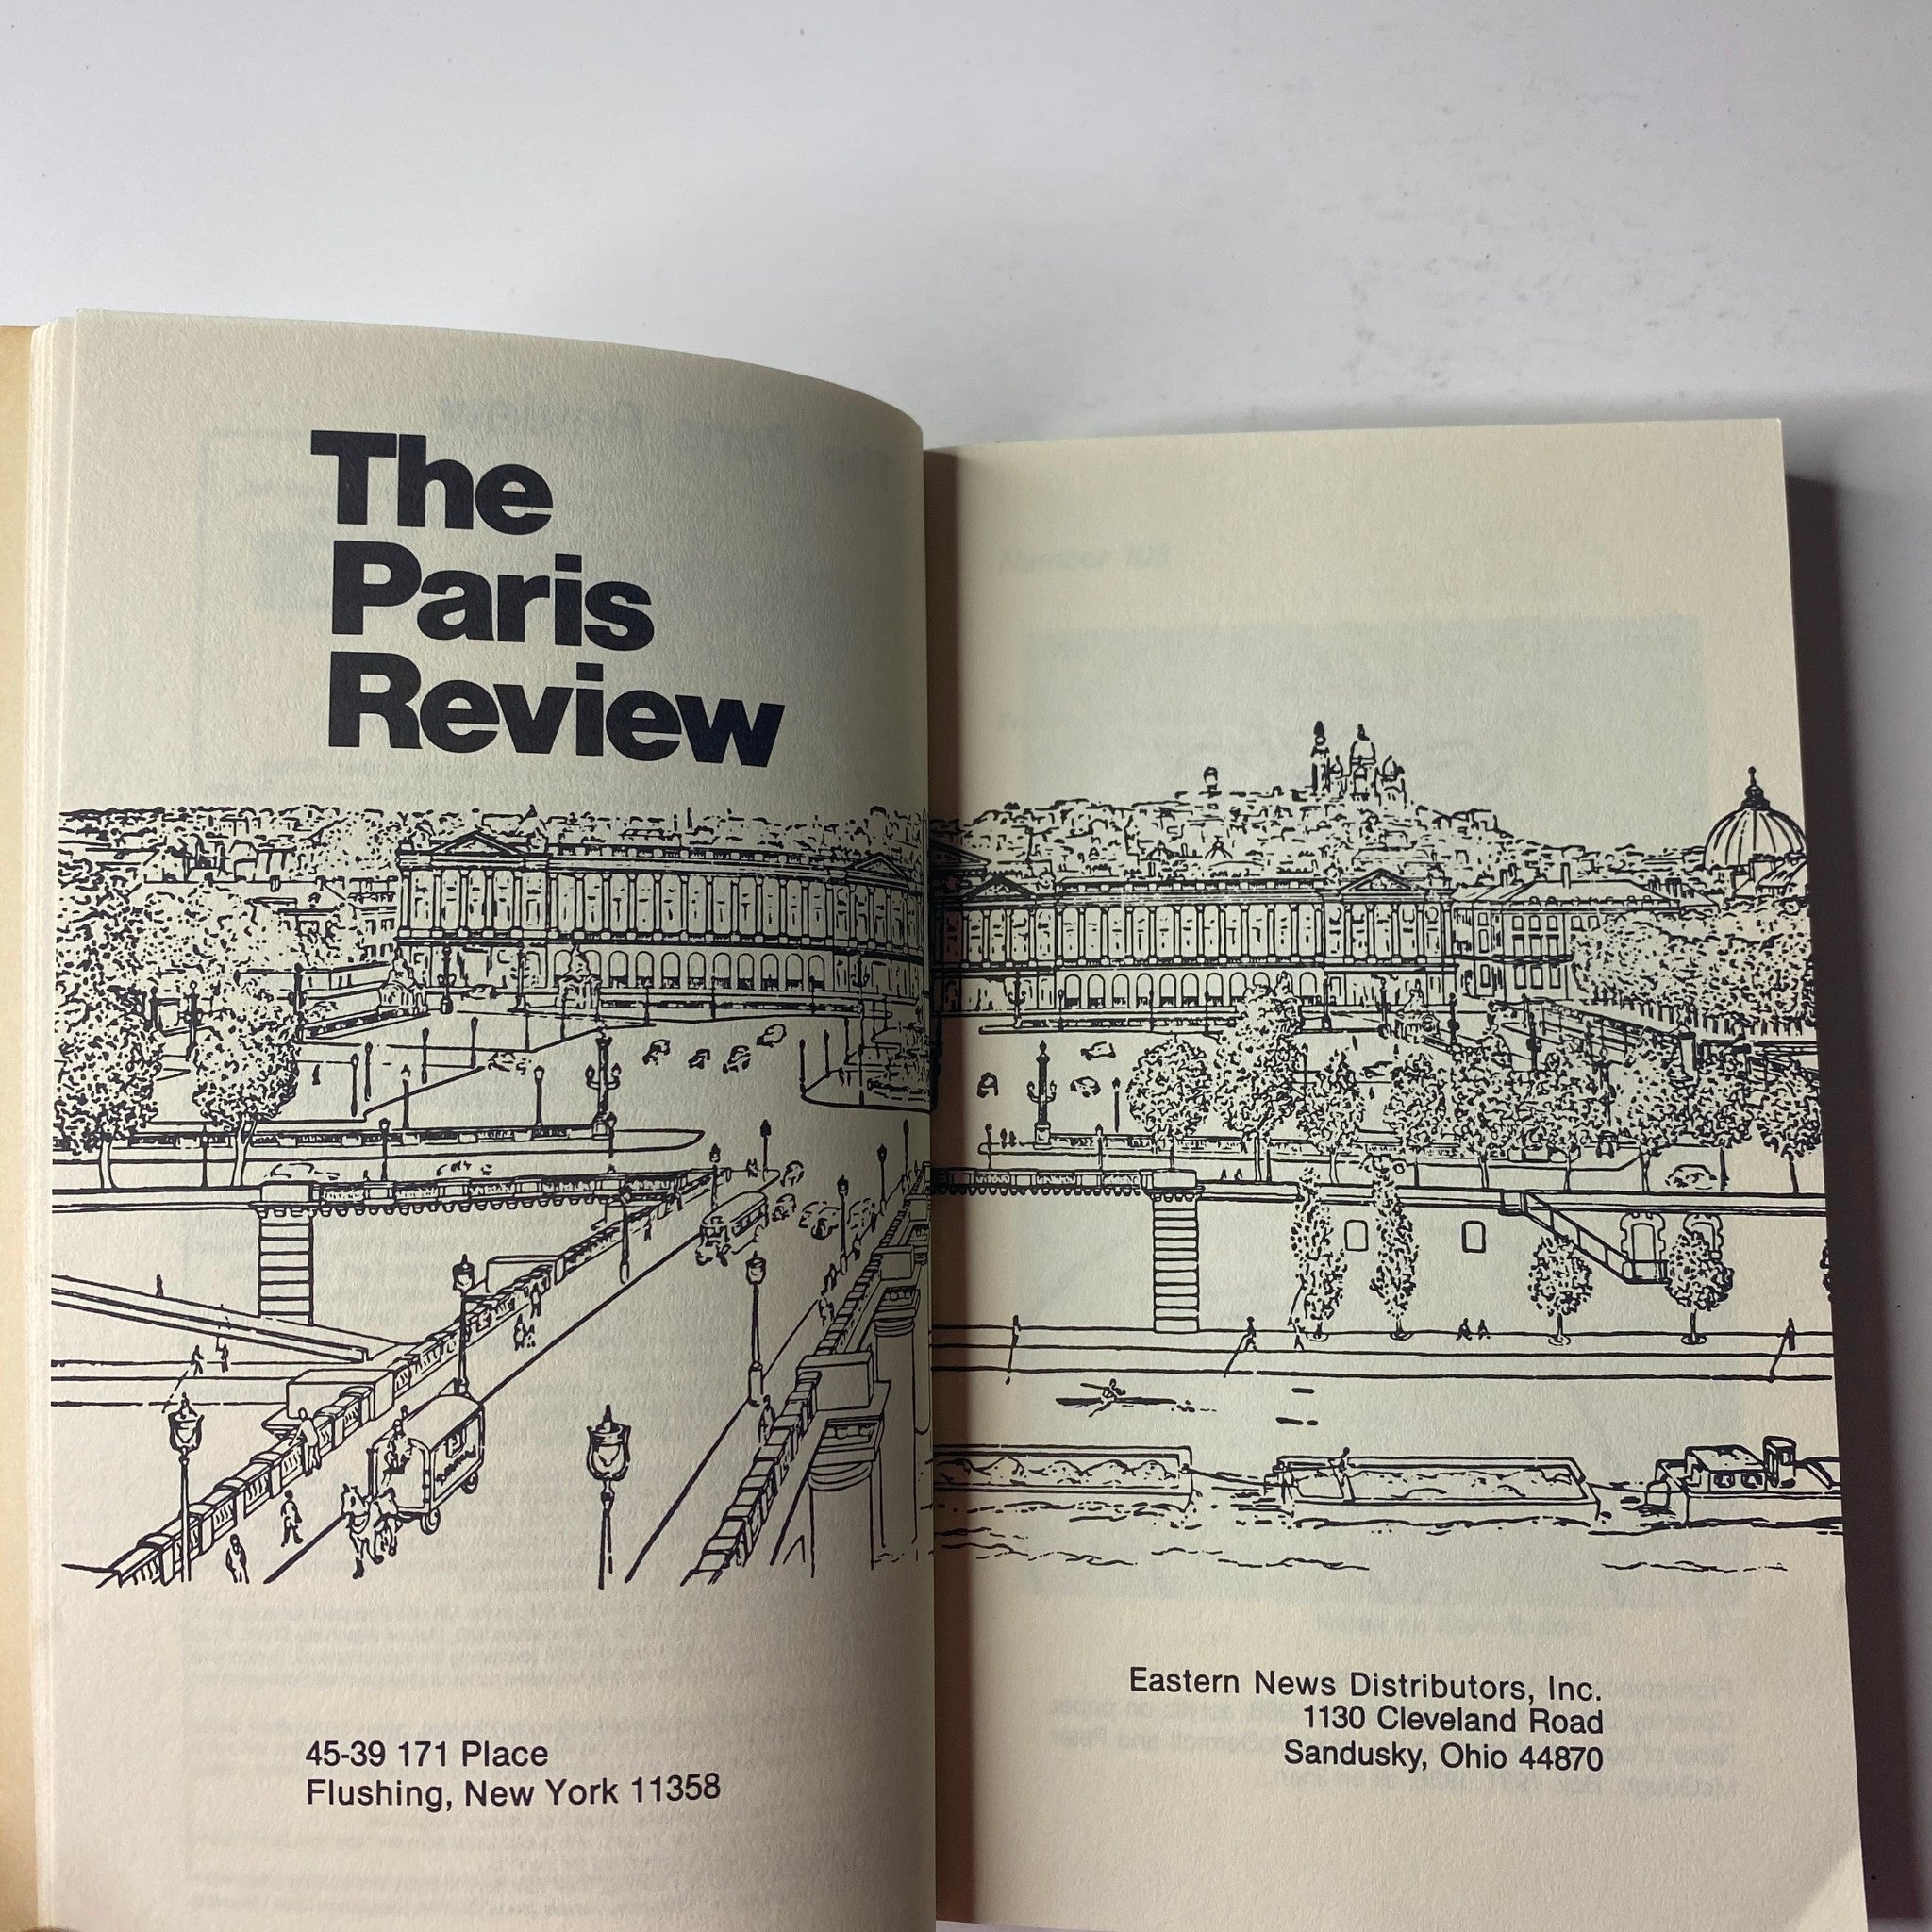 The
Paris
Review
45-39 171 Place
Flushing, New York 11358
Eastern News Distributors, Inc.
1130 Cleveland Road
Sandusky, Ohio 44870